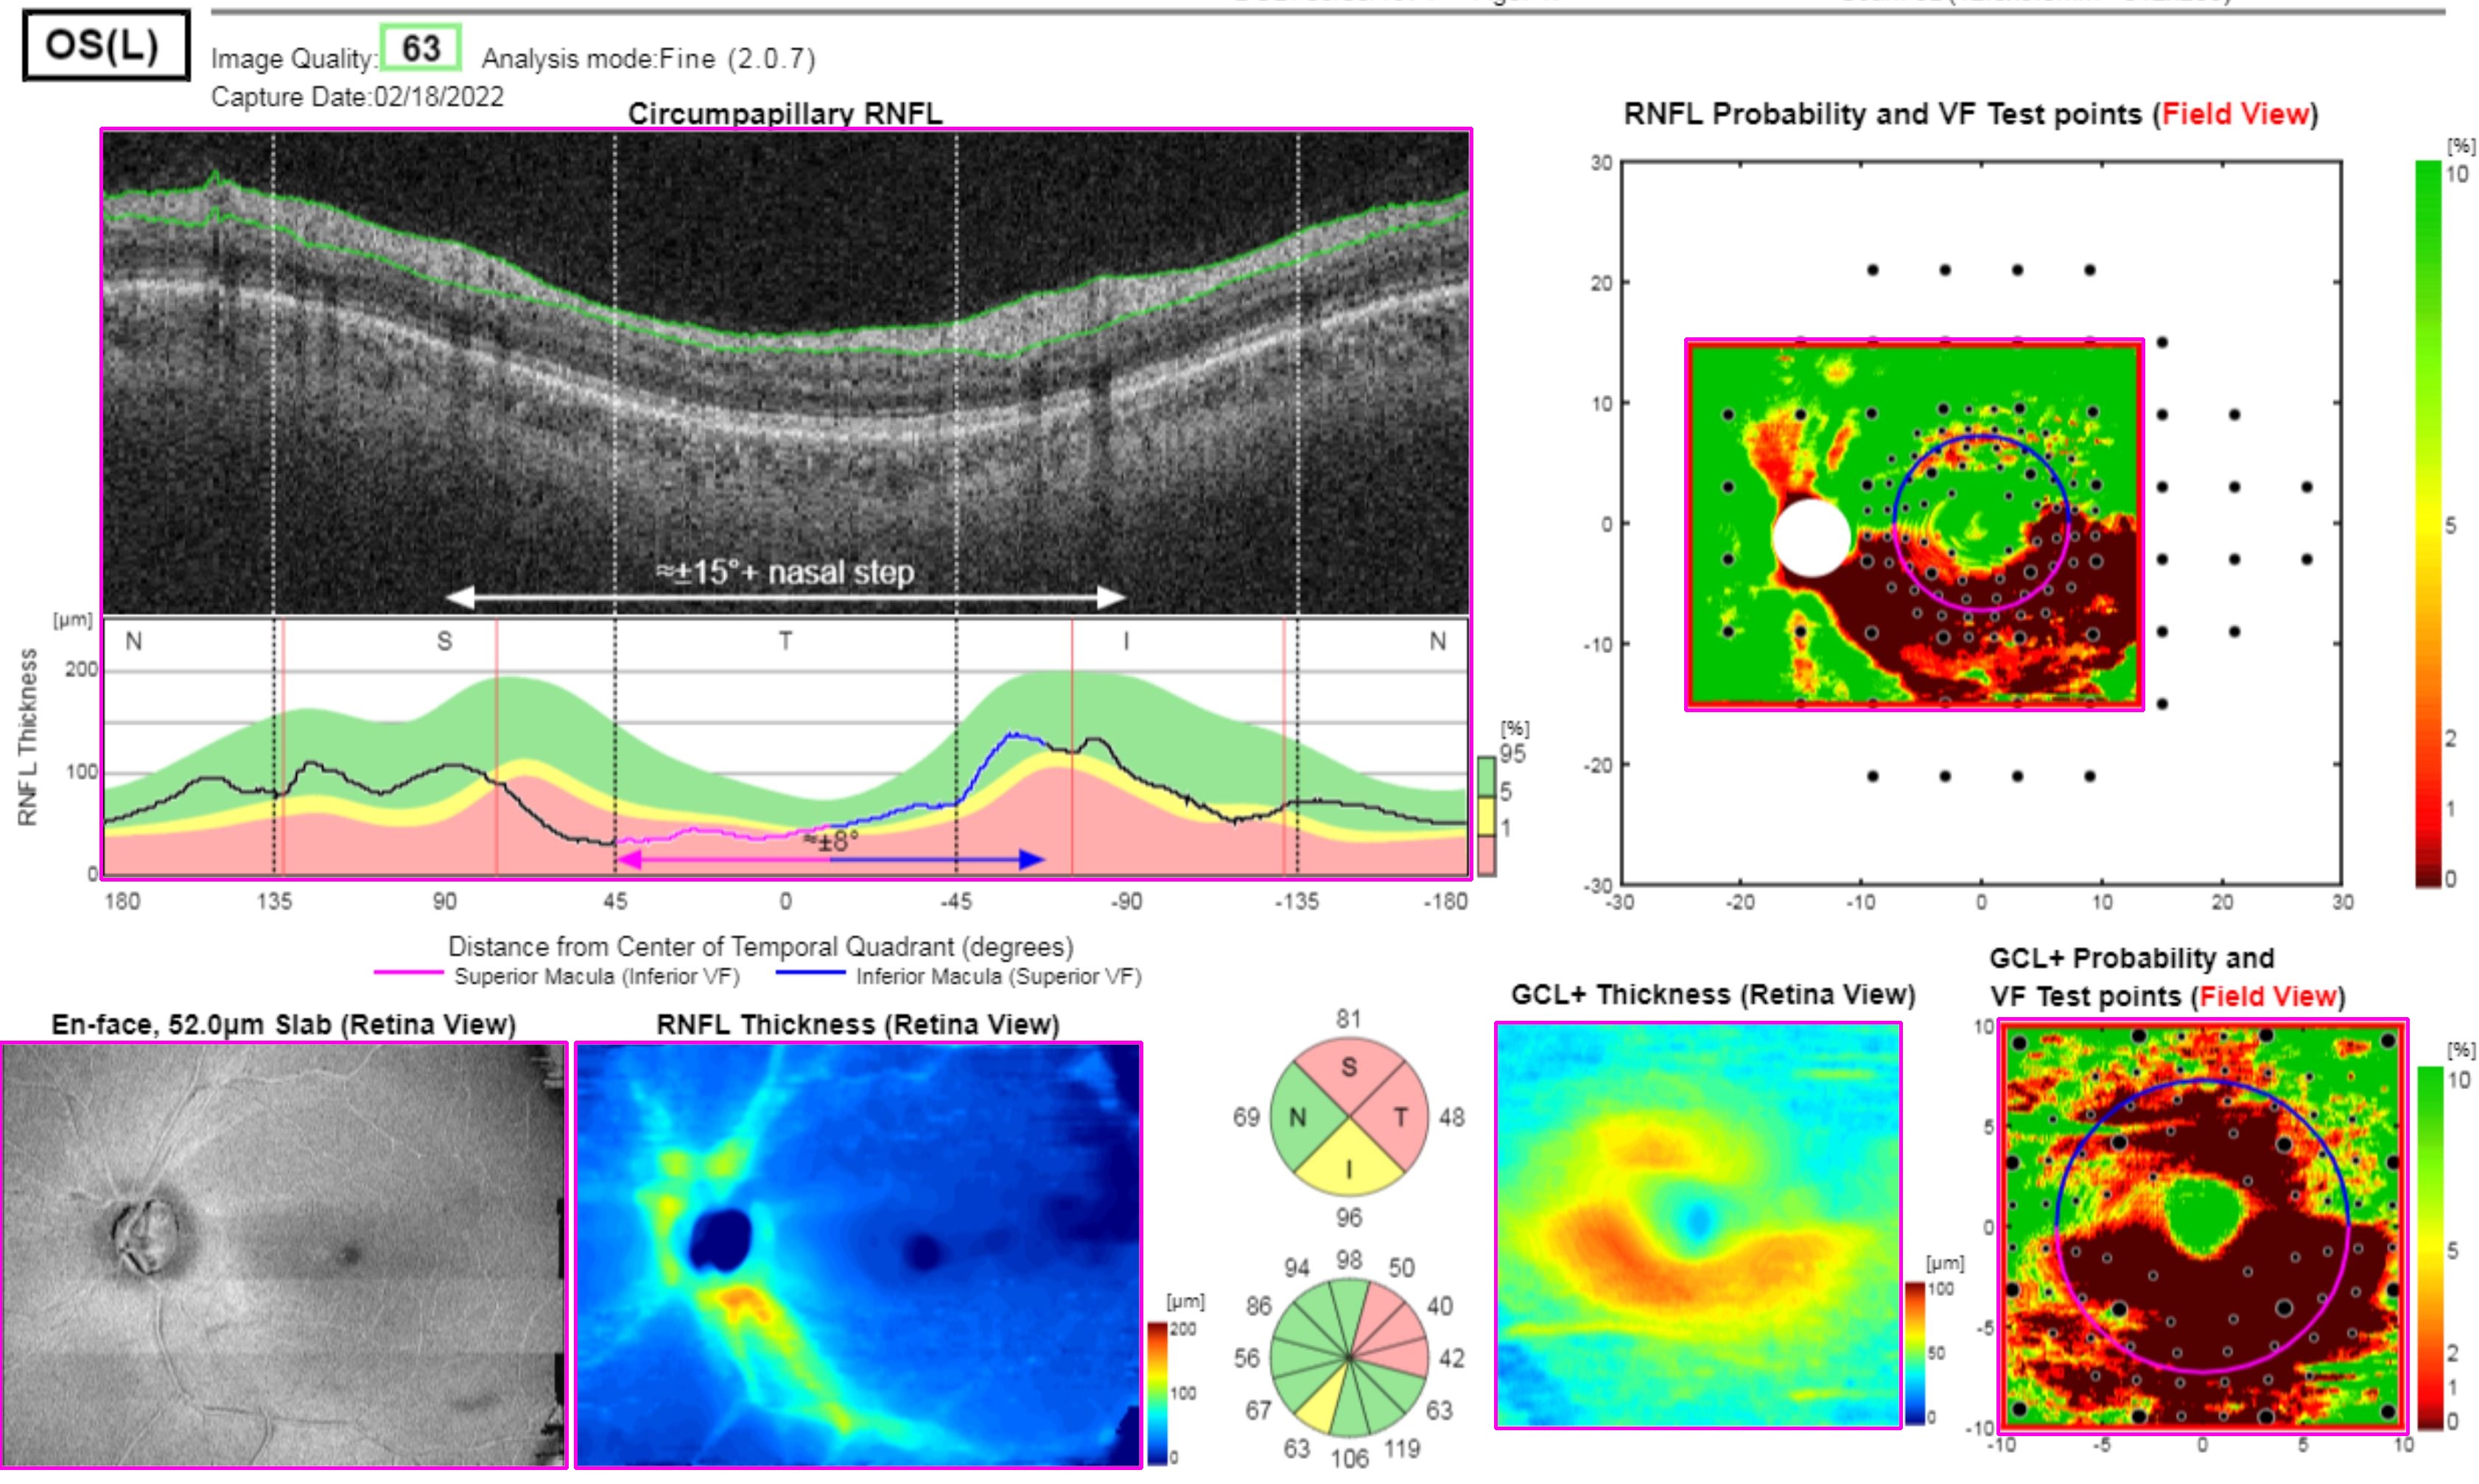 OS(L)
Image Quality: 63 Analysis mode:Fine (2.0.7)
Capture Date:02/18/2022
Circumpapillary RNFL
≈±15°+ nasal step
[µm]
N S T I N
200
100
0
RNFL Thickness
≈±8°
[%]
95
5
1
180 135 90 45 0 -45 -90 -135 -180
Distance from Center of Temporal Quadrant (degrees)
Superior Macula (Inferior VF) Inferior Macula (Superior VF)
RNFL Probability and VF Test points (Field View)
30
20
10
0
-10
-20
-30
-30 -20 -10 0 10 20 30
[%]
10
5
2
1
0
En-face, 52.0µm Slab (Retina View)
RNFL Thickness (Retina View)
[µm]
200
100
0
81
S
69 N T 48
I
96
94 98 50
86 40
56 42
67 63
63 106 119
GCL+ Thickness (Retina View)
[µm]
100
50
0
GCL+ Probability and
VF Test points (Field View)
10
5
0
-5
-10
-10 -5 0 5 10
[%]
10
5
2
1
0